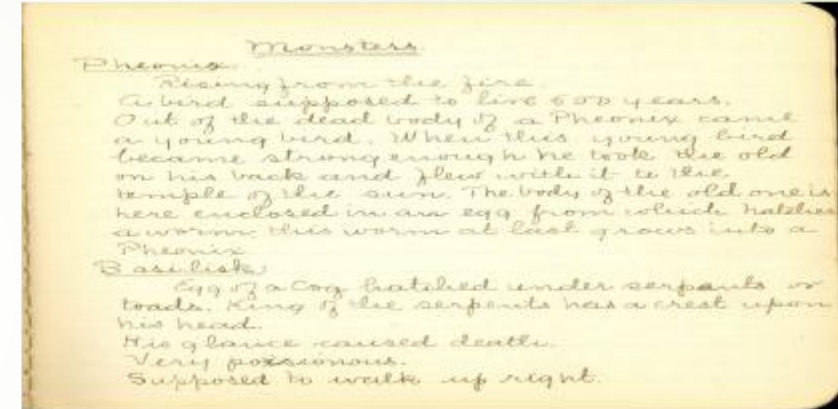 Monsters
Pheonix.
Rising from the fire.
A bird supposed to live 500 years.
Out of the dead body of a Pheonix came
a young bird. When this young bird
became strong enough he took the old
on his back and flew with it to the
temple of the sun. The body of the old one is
here enclosed in an egg from which hatches
a worm this worm at last grows into a
Pheonix
Basilisk.
Egg of a Coq hatched under serpents or
toads. King of the serpents has a crest upon
his head.
His glance caused death.
Very poisionous.
Supposed to walk up right.